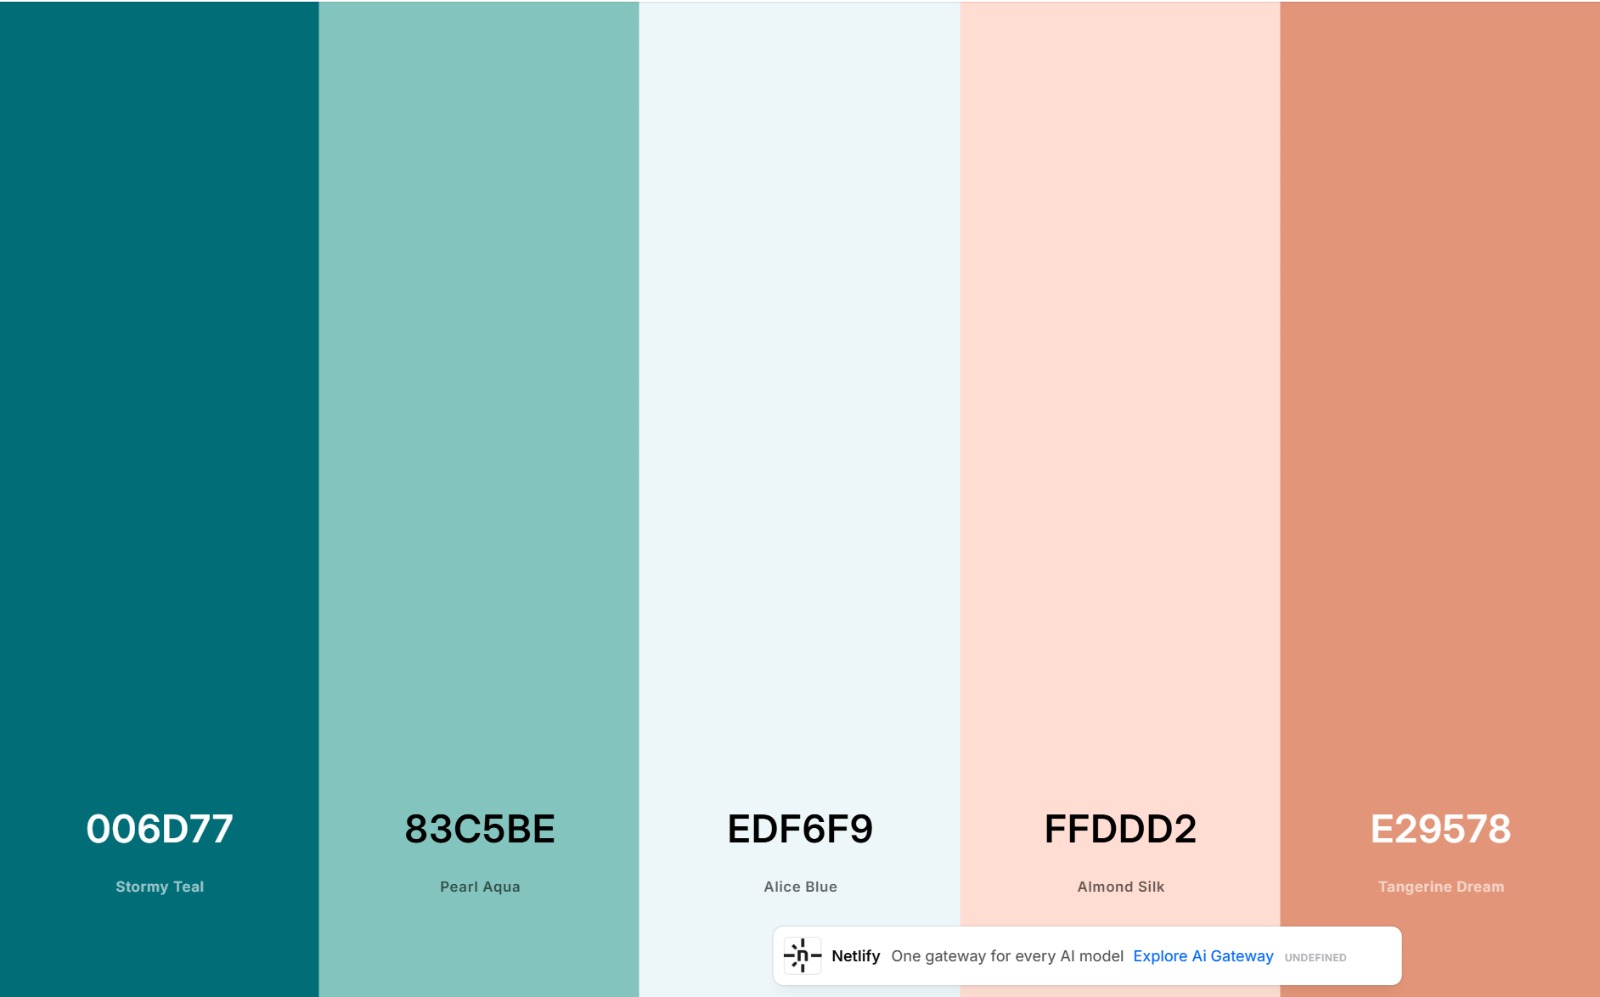 006D77
Stormy Teal
83C5BE
Pearl Aqua
EDF6F9
Alice Blue
FFDDD2
Almond Silk
E29578
Tangerine Dream
n Netlify One gateway for every AI model Explore Ai Gateway UNDEFINED